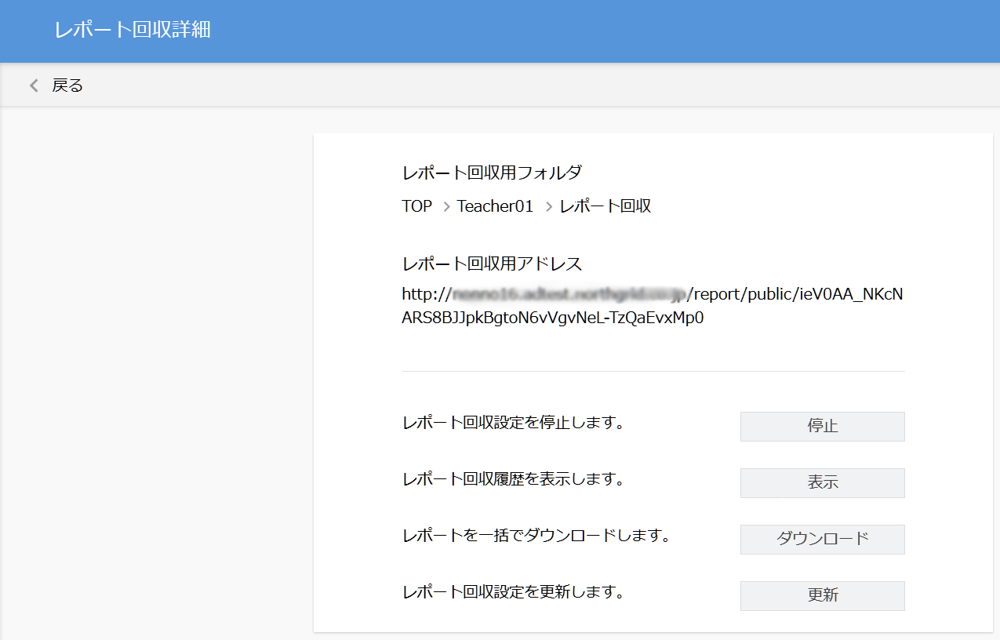 レポート回収詳細
戻る
レポート回収用フォルダ
TOP > Teacher01 > レポート回収
レポート回収用アドレス
http:// /report/public/ieV0AA_NKcN
ARS8BJJpkBgtoN6vVgvNeL-TzQaEvxMp0
レポート回収設定を停止します。 停止
レポート回収履歴を表示します。 表示
レポートを一括でダウンロードします。 ダウンロード
レポート回収設定を更新します。 更新